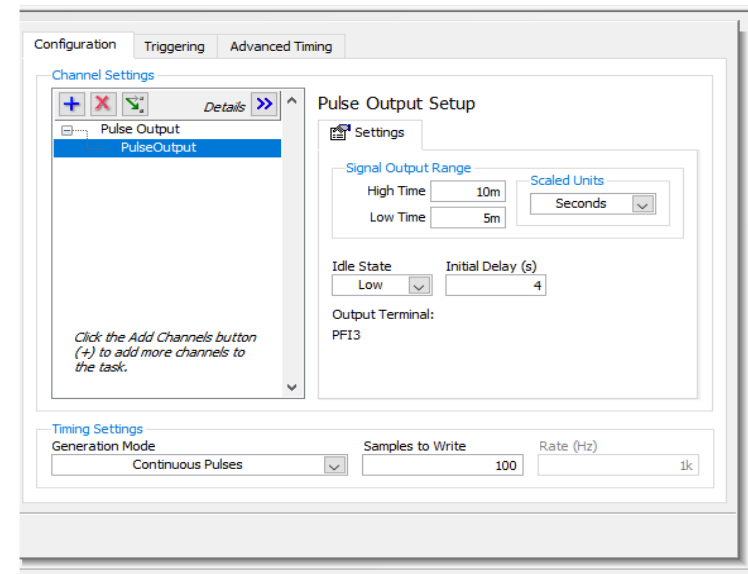 Configuration
Triggering
Advanced Timing
Channel Settings
Details
Pulse Output
PulseOutput
Click the Add Channels button
(+) to add more channels to
the task.
Pulse Output Setup
Settings
Signal Output Range
High Time 10m
Low Time 5m
Scaled Units
Seconds
Idle State
Low
Initial Delay (s)
4
Output Terminal:
PFI3
Timing Settings
Generation Mode
Continuous Pulses
Samples to Write
100
Rate (Hz)
1k